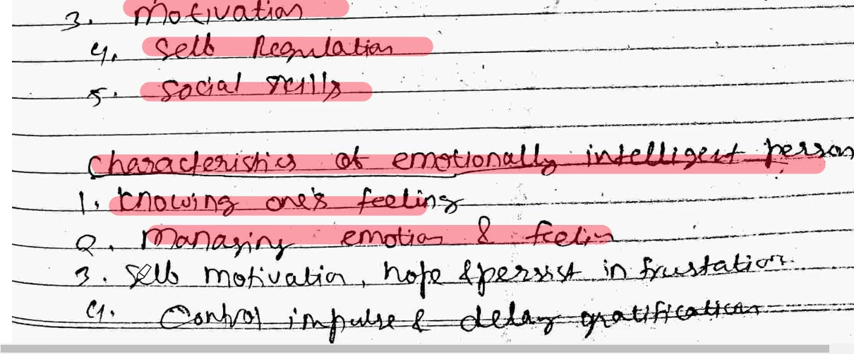 3. Motivation
4. Self Regulation
5. Social skills
Characteristics of emotionally intelligent person
1. Knowing one's feeling
2. Managing emotion & feelin
3. Self motivation, hope & persist in frustation
4. Control impulse & delay gratification